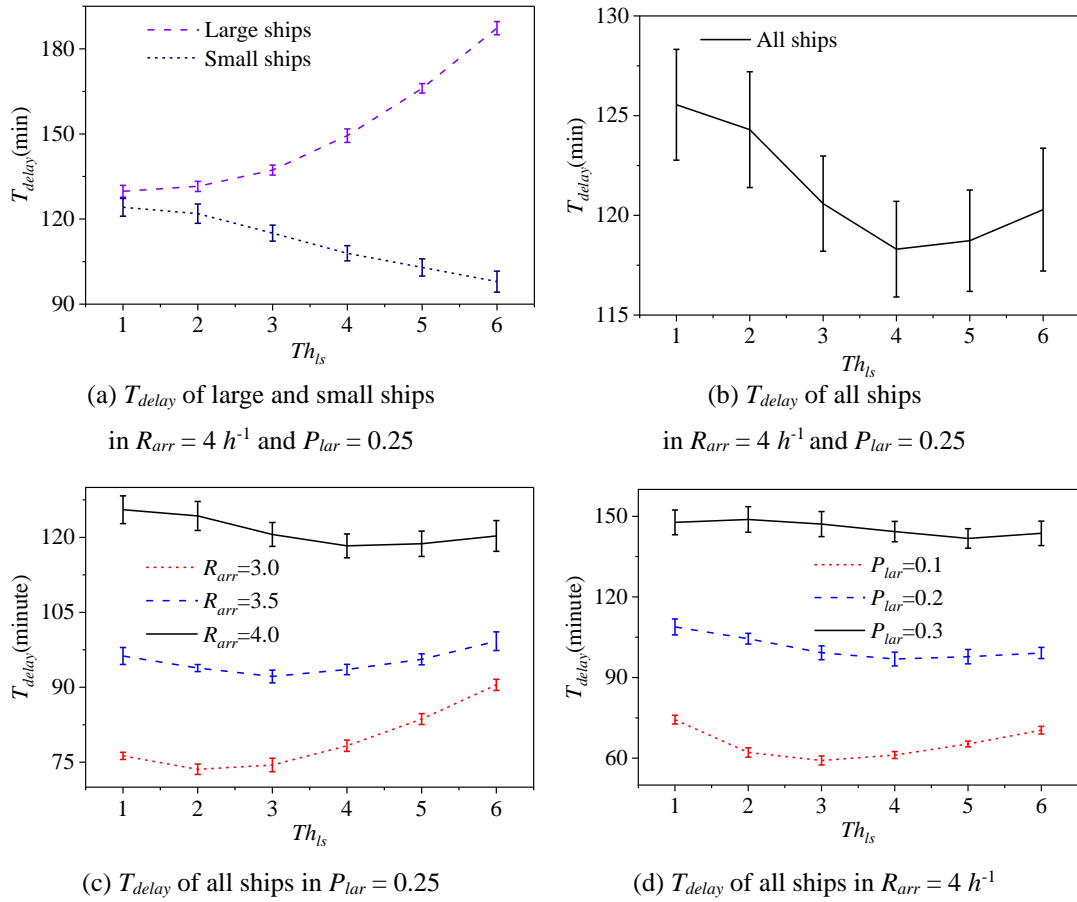 Large ships
Small ships
T_delay(min)
180
150
120
90
1 2 3 4 5 6
Th_ls
(a) T_delay of large and small ships
in R_arr = 4 h^-1 and P_lar = 0.25
All ships
T_delay(min)
130
125
120
115
1 2 3 4 5 6
Th_ls
(b) T_delay of all ships
in R_arr = 4 h^-1 and P_lar = 0.25
T_delay(minute)
120
105
90
75
R_arr=3.0
R_arr=3.5
R_arr=4.0
1 2 3 4 5 6
Th_ls
(c) T_delay of all ships in P_lar = 0.25
T_delay(minute)
150
120
90
60
P_lar=0.1
P_lar=0.2
P_lar=0.3
1 2 3 4 5 6
Th_ls
(d) T_delay of all ships in R_arr = 4 h^-1